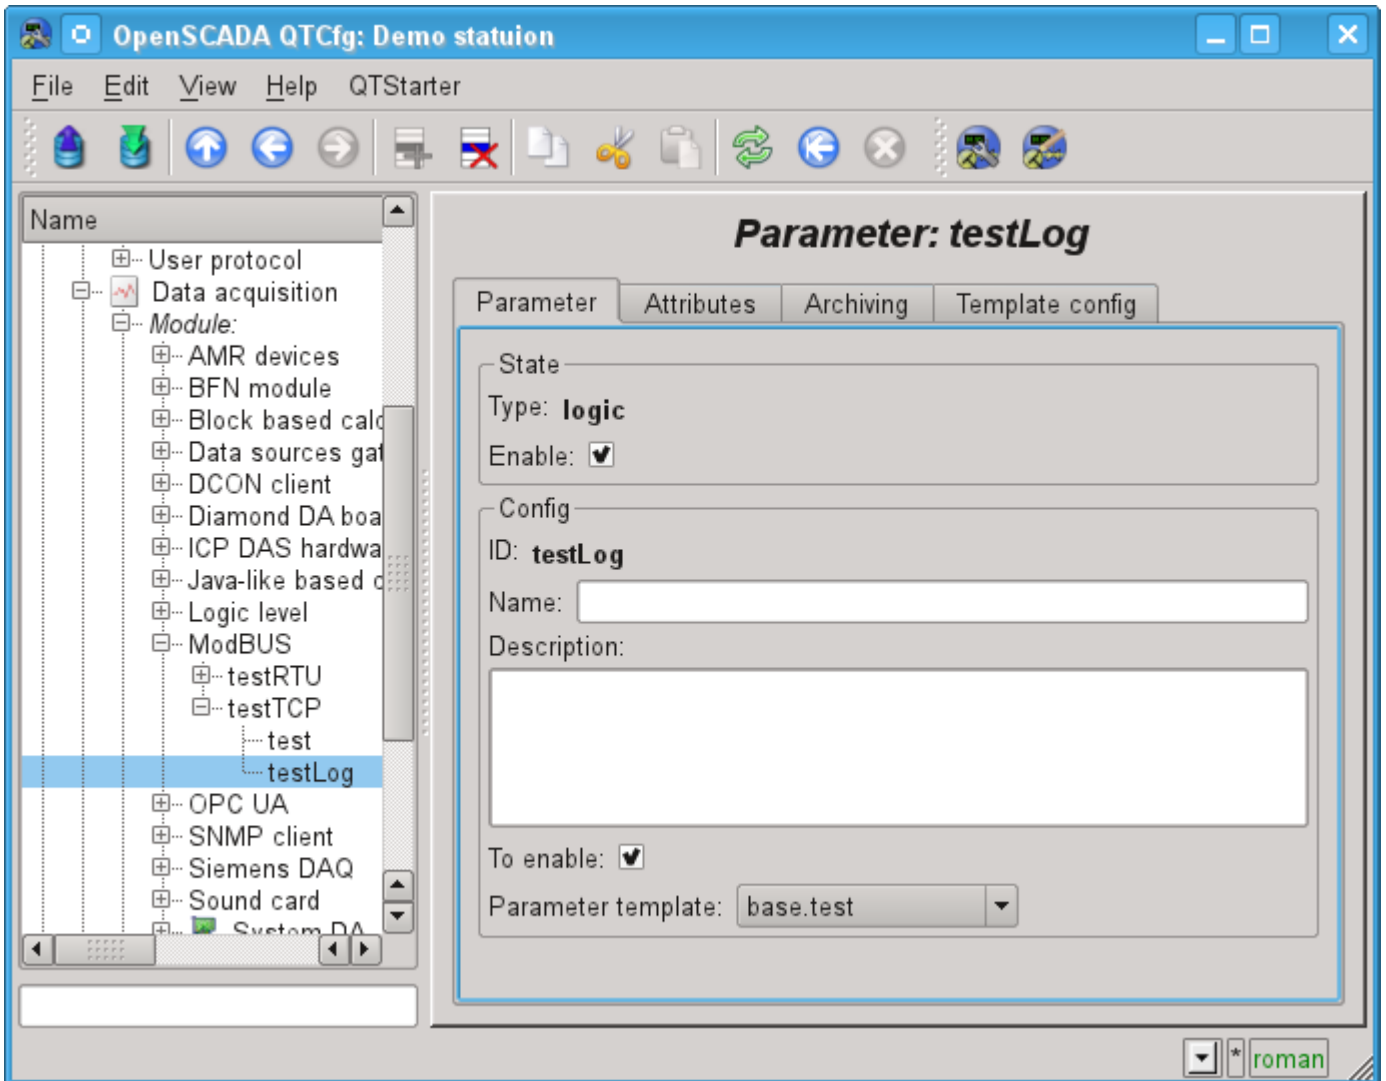 OpenSCADA QTCfg: Demo statuion
File Edit View Help QTStarter
Name
User protocol
Data acquisition
Module:
AMR devices
BFN module
Block based calc
Data sources gat
DCON client
Diamond DA boa
ICP DAS hardwa
Java-like based c
Logic level
ModBUS
testRTU
testTCP
test
testLog
OPC UA
SNMP client
Siemens DAQ
Sound card
System DA
Parameter: testLog
Parameter Attributes Archiving Template config
State
Type: logic
Enable:
Config
ID: testLog
Name:
Description:
To enable:
Parameter template: base.test
* roman